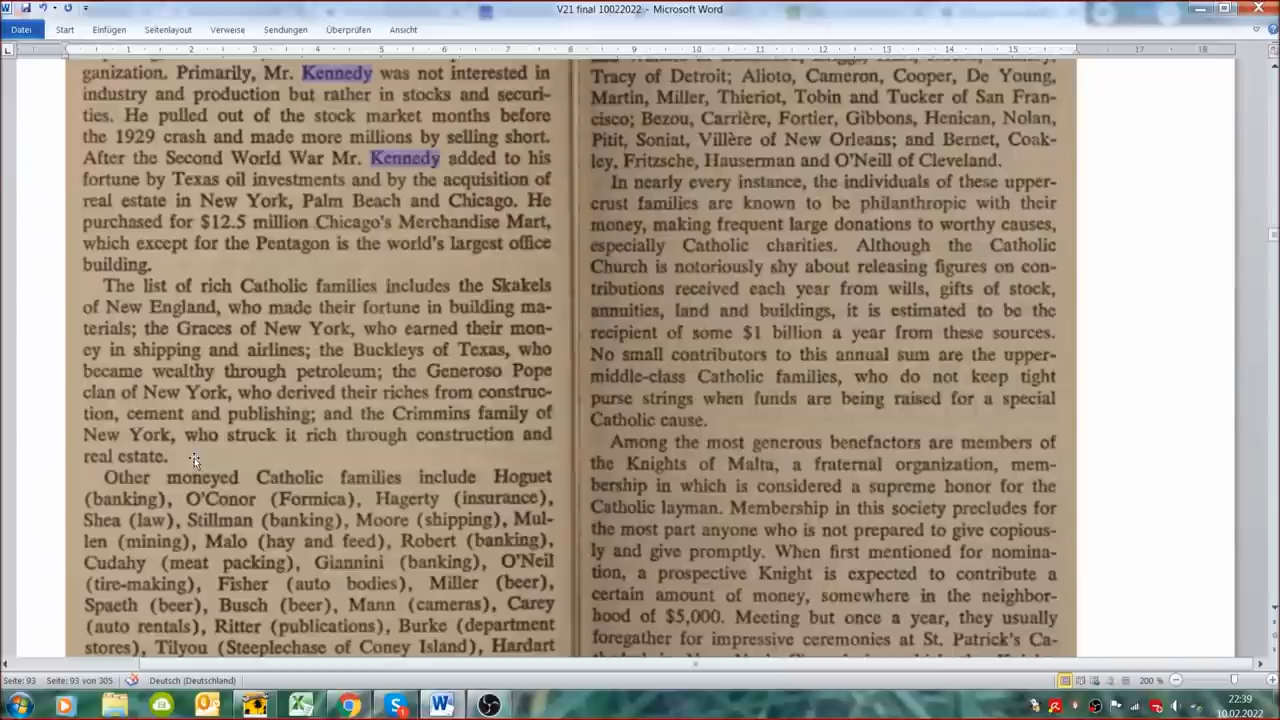 V21 final 10022022 - Microsoft Word
Datei Start Einfügen Seitenlayout Verweise Sendungen Überprüfen Ansicht
ganization. Primarily, Mr. Kennedy was not interested in
industry and production but rather in stocks and securi-
ties. He pulled out of the stock market months before
the 1929 crash and made more millions by selling short.
After the Second World War Mr. Kennedy added to his
fortune by Texas oil investments and by the acquisition of
real estate in New York, Palm Beach and Chicago. He
purchased for $12.5 million Chicago's Merchandise Mart,
which except for the Pentagon is the world's largest office
building.
The list of rich Catholic families includes the Skakels
of New England, who made their fortune in building ma-
terials; the Graces of New York, who earned their mon-
ey in shipping and airlines; the Buckleys of Texas, who
became wealthy through petroleum; the Generoso Pope
clan of New York, who derived their riches from construc-
tion, cement and publishing; and the Crimmins family of
New York, who struck it rich through construction and
real estate.
Other moneyed Catholic families include Hoguet
(banking), O'Conor (Formica), Hagerty (insurance),
Shea (law), Stillman (banking), Moore (shipping), Mul-
len (mining), Malo (hay and feed), Robert (banking),
Cudahy (meat packing), Giannini (banking), O'Neil
(tire-making), Fisher (auto bodies), Miller (beer),
Spaeth (beer), Busch (beer), Mann (cameras), Carey
(auto rentals), Ritter (publications), Burke (department
stores), Tilyou (Steeplechase of Coney Island), Hardart
Tracy of Detroit; Alioto, Cameron, Cooper, De Young,
Martin, Miller, Thieriot, Tobin and Tucker of San Fran-
cisco; Bezou, Carrière, Fortier, Gibbons, Henican, Nolan,
Pitit, Soniat, Villère of New Orleans; and Bernet, Coak-
ley, Fritzsche, Hauserman and O'Neill of Cleveland.
In nearly every instance, the individuals of these upper-
crust families are known to be philanthropic with their
money, making frequent large donations to worthy causes,
especially Catholic charities. Although the Catholic
Church is notoriously shy about releasing figures on con-
tributions received each year from wills, gifts of stock,
annuities, land and buildings, it is estimated to be the
recipient of some $1 billion a year from these sources.
No small contributors to this annual sum are the upper-
middle-class Catholic families, who do not keep tight
purse strings when funds are being raised for a special
Catholic cause.
Among the most generous benefactors are members of
the Knights of Malta, a fraternal organization, mem-
bership in which is considered a supreme honor for the
Catholic layman. Membership in this society precludes for
the most part anyone who is not prepared to give copious-
ly and give promptly. When first mentioned for nomina-
tion, a prospective Knight is expected to contribute a
certain amount of money, somewhere in the neighbor-
hood of $5,000. Meeting but once a year, they usually
foregather for impressive ceremonies at St. Patrick's Ca-
Seite: 93 Seite: 93 von 305 Deutsch (Deutschland) 200 %
22:39
10.02.2022